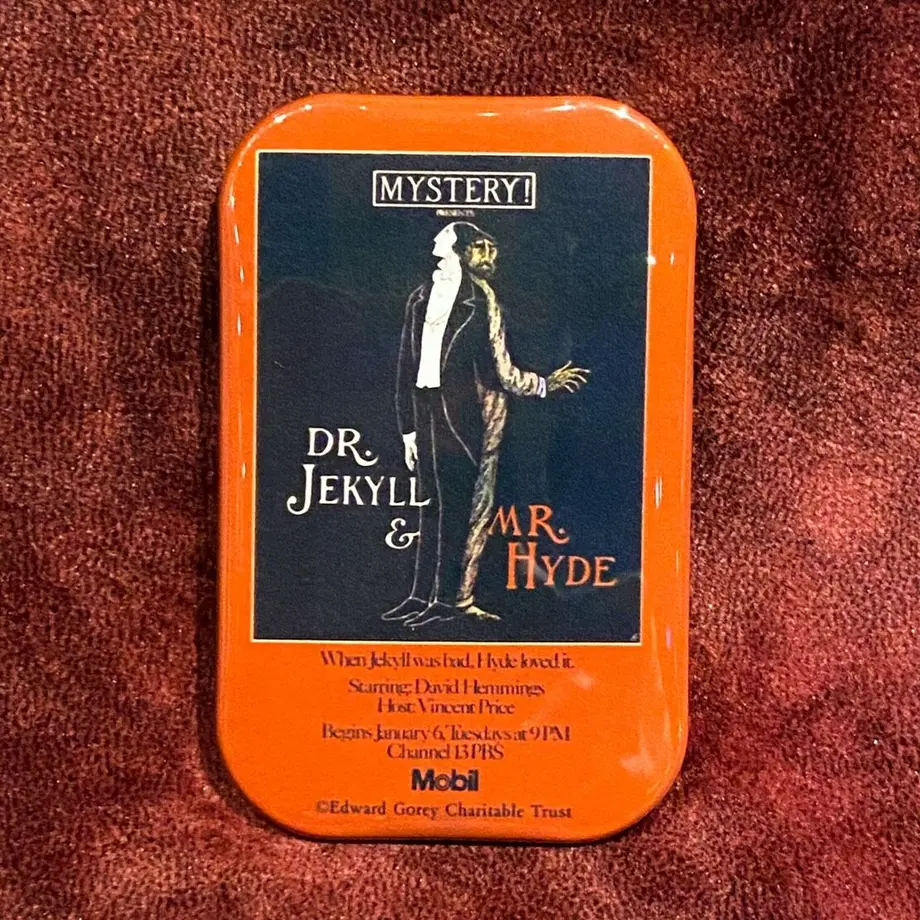 MYSTERY!
PRESENTS
DR.
JEKYLL
&
MR.
HYDE
When Jekyll was bad, Hyde loved it.
Starring: David Hemmings
Host: Vincent Price
Begins January 6, Tuesdays at 9 PM
Channel 13 PBS
Mobil
©Edward Gorey Charitable Trust